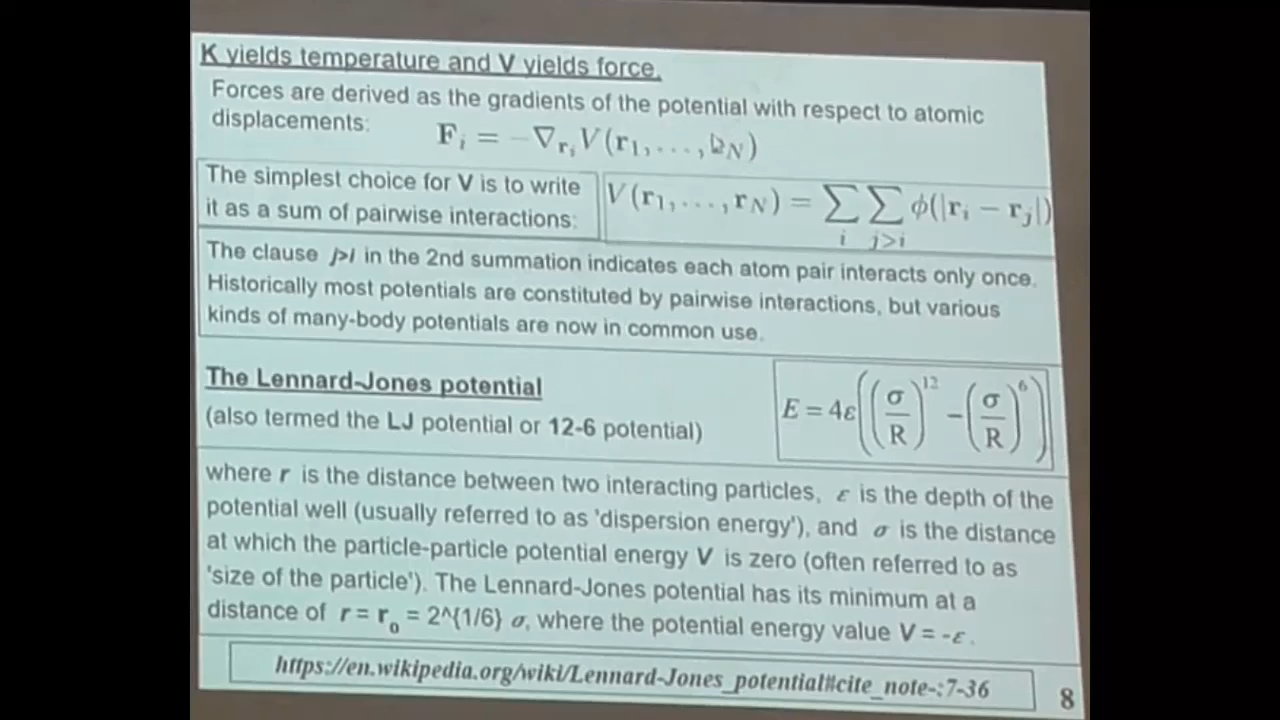 K yields temperature and V yields force.
Forces are derived as the gradients of the potential with respect to atomic
displacements: F_i = −∇_{r_i} V(r_1, . . . , r_N)
The simplest choice for V is to write
it as a sum of pairwise interactions:
V(r_1, . . . , r_N) = ∑_i ∑_{j>i} ϕ(|r_i − r_j|)
The clause j>i in the 2nd summation indicates each atom pair interacts only once.
Historically most potentials are constituted by pairwise interactions, but various
kinds of many-body potentials are now in common use.
The Lennard-Jones potential
(also termed the LJ potential or 12-6 potential)
E = 4ε((σ/R)^12 − (σ/R)^6)
where r is the distance between two interacting particles, ε is the depth of the
potential well (usually referred to as 'dispersion energy'), and σ is the distance
at which the particle-particle potential energy V is zero (often referred to as
'size of the particle'). The Lennard-Jones potential has its minimum at a
distance of r = r_0 = 2^{1/6} σ, where the potential energy value V = -ε.
https://en.wikipedia.org/wiki/Lennard-Jones_potential#cite_note-:7-36
8